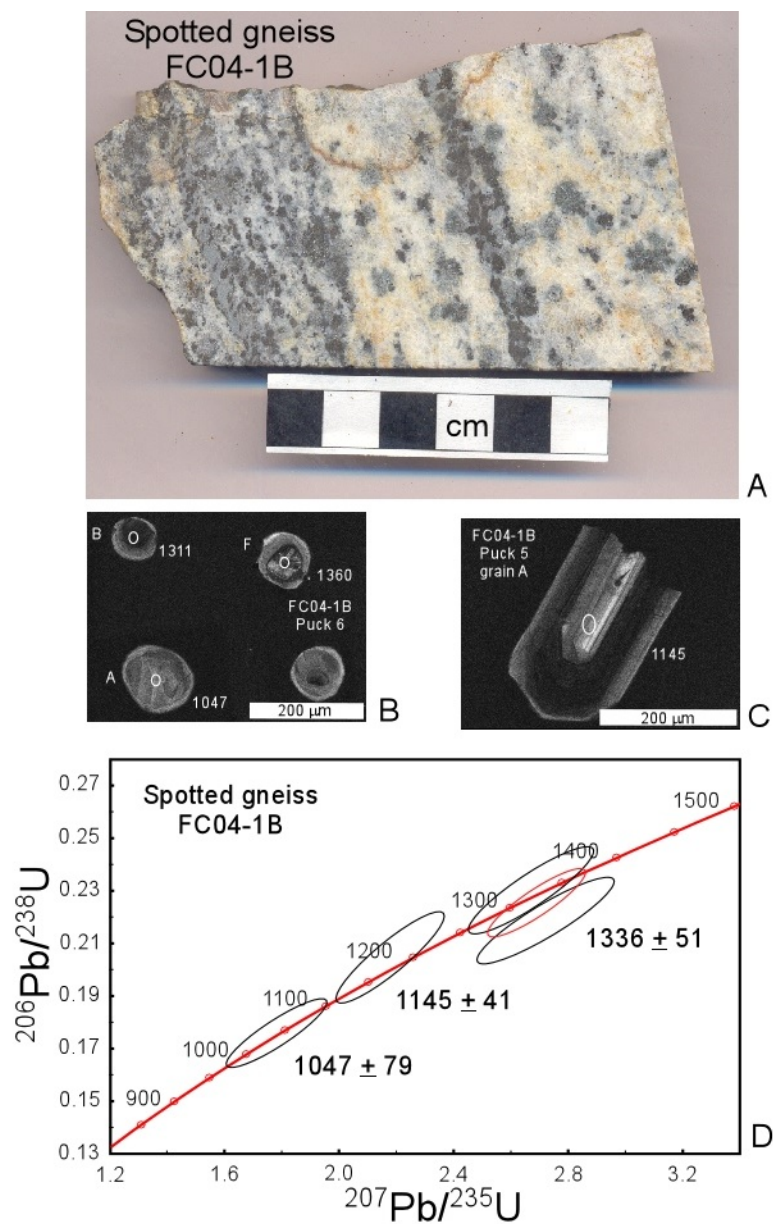 Spotted gneiss
FC04-1B
cm
A
B
1311
F
1360
FC04-1B
Puck 6
A
1047
200 μm
B
FC04-1B
Puck 5
grain A
1145
200 μm
C
Spotted gneiss
FC04-1B
0.27
0.25
0.23
0.21
0.19
0.17
0.15
0.13
1500
1400
1300
1200
1100
1000
900
1336 ± 51
1145 ± 41
1047 ± 79
D
1.2
1.6
2.0
2.4
2.8
3.2
206Pb/238U
207Pb/235U